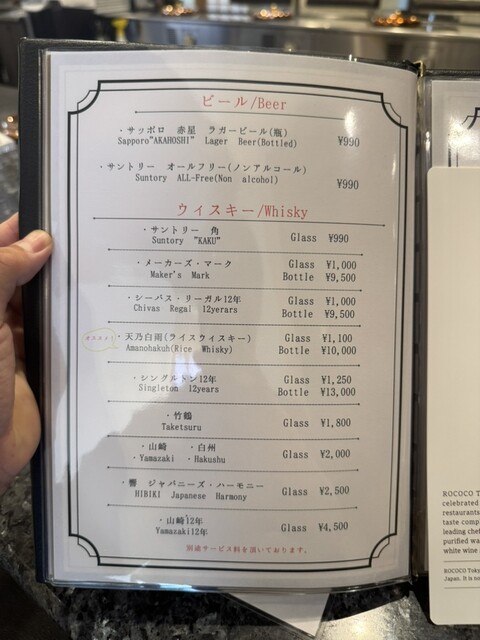 ビール/Beer
・サッポロ 赤星 ラガービール(瓶)
Sapporo"AKAHOSHI" Lager Beer(Bottled)
¥990
・サントリー オールフリー(ノンアルコール)
Suntory ALL-Free(Non alcohol)
¥990
ウィスキー/Whisky
・サントリー 角
Suntory "KAKU"
Glass ¥990
・メーカーズ・マーク
Maker's Mark
Glass ¥1,000
Bottle ¥9,500
・シーバス・リーガル12年
Chivas Regal 12yerars
Glass ¥1,000
Bottle ¥9,500
オススメ!
・天乃白雨(ライスウィスキー)
Amanohakuh(Rice Whisky)
Glass ¥1,100
Bottle ¥10,000
・シングルトン12年
Singleton 12years
Glass ¥1,250
Bottle ¥13,000
・竹鶴
Taketsuru
Glass ¥1,800
・山崎 ・白州
・Yamazaki ・Hakushu
Glass ¥2,000
・響 ジャパニーズ・ハーモニー
HIBIKI Japanese Harmony
Glass ¥2,500
・山崎12年
Yamazaki12年
Glass ¥4,500
別途サービス料を頂いております。
ROCOCO T
celebrated
restaurants
taste comp
leading chef
purified wa
white wine
ROCOCO Toky
Japan. It is no